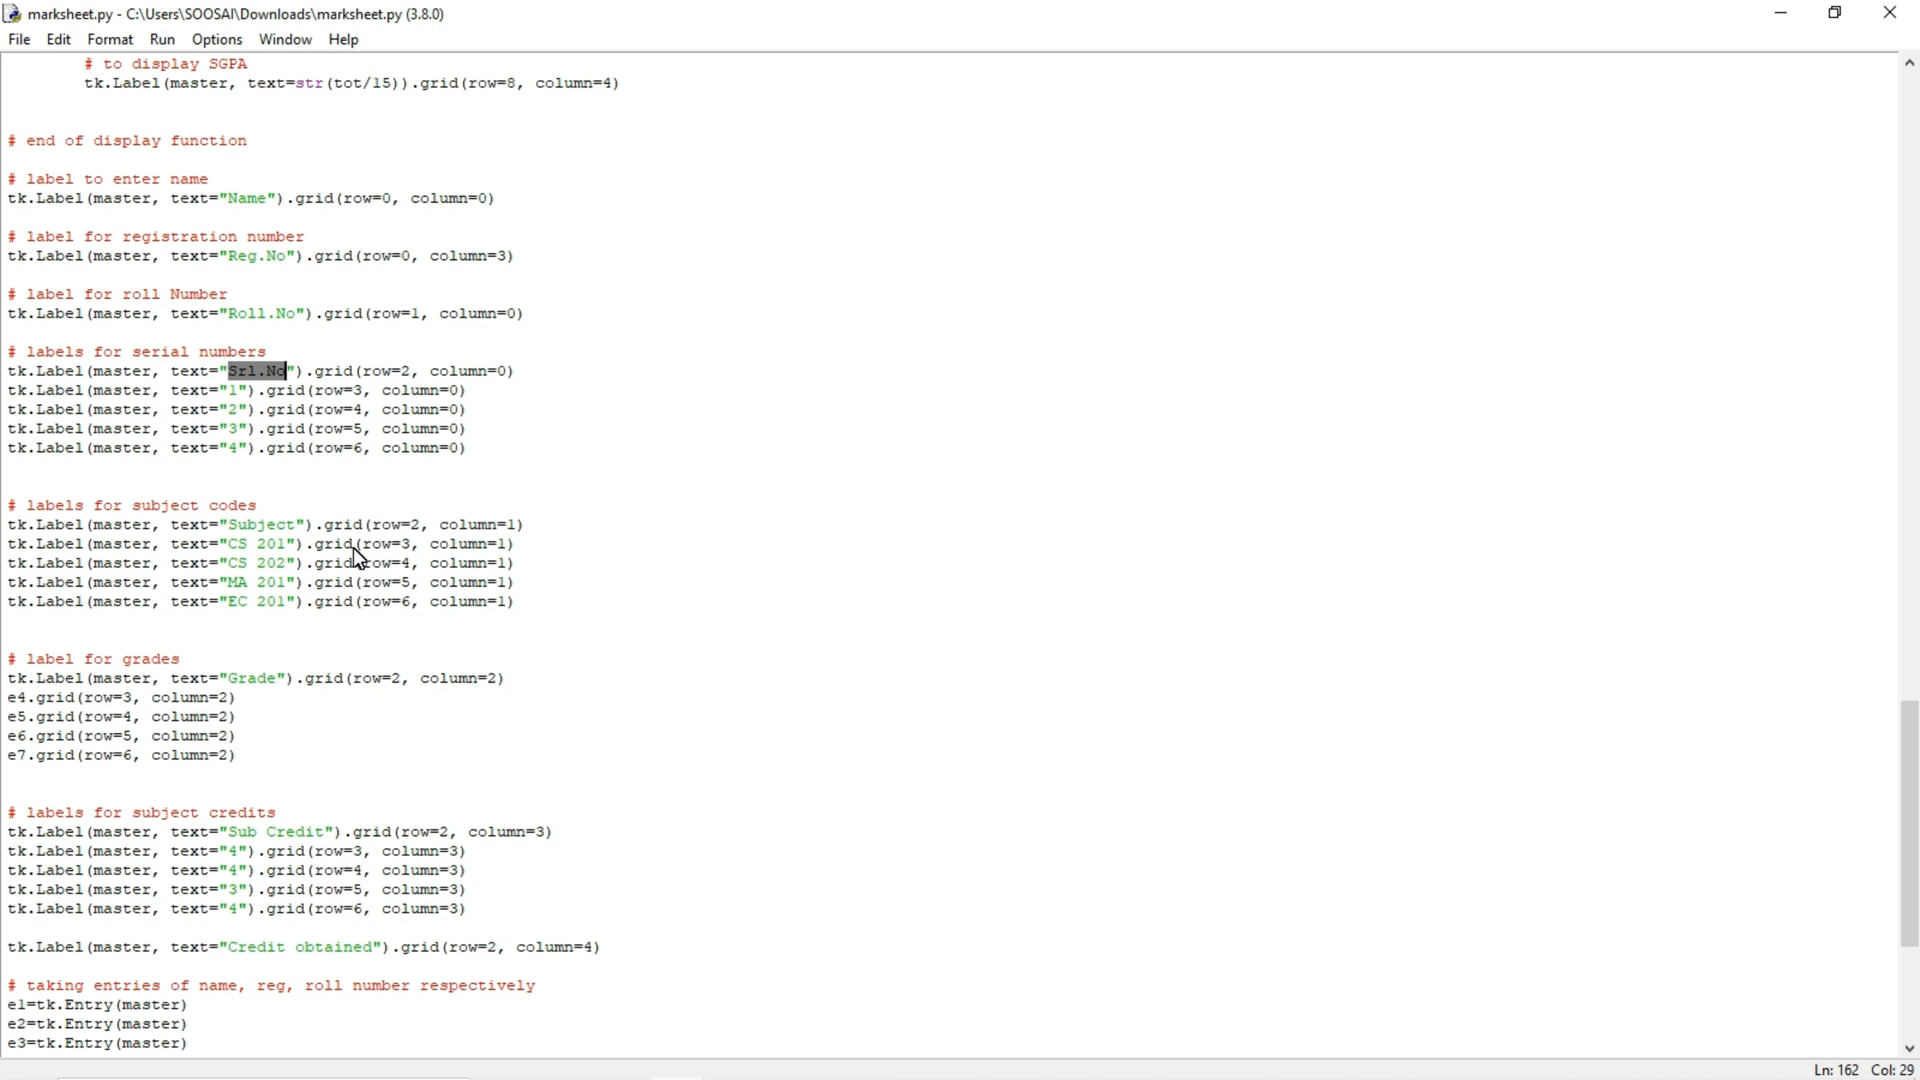 marksheet.py - C:\Users\SOOSAI\Downloads\marksheet.py (3.8.0)
File Edit Format Run Options Window Help
# to display SGPA
tk.Label(master, text=str(tot/15)).grid(row=8, column=4)
# end of display function
# label to enter name
tk.Label(master, text="Name").grid(row=0, column=0)
# label for registration number
tk.Label(master, text="Reg.No").grid(row=0, column=3)
# label for roll Number
tk.Label(master, text="Roll.No").grid(row=1, column=0)
# labels for serial numbers
tk.Label(master, text="Srl.No").grid(row=2, column=0)
tk.Label(master, text="1").grid(row=3, column=0)
tk.Label(master, text="2").grid(row=4, column=0)
tk.Label(master, text="3").grid(row=5, column=0)
tk.Label(master, text="4").grid(row=6, column=0)
# labels for subject codes
tk.Label(master, text="Subject").grid(row=2, column=1)
tk.Label(master, text="CS 201").grid(row=3, column=1)
tk.Label(master, text="CS 202").grid(row=4, column=1)
tk.Label(master, text="MA 201").grid(row=5, column=1)
tk.Label(master, text="EC 201").grid(row=6, column=1)
# label for grades
tk.Label(master, text="Grade").grid(row=2, column=2)
e4.grid(row=3, column=2)
e5.grid(row=4, column=2)
e6.grid(row=5, column=2)
e7.grid(row=6, column=2)
# labels for subject credits
tk.Label(master, text="Sub Credit").grid(row=2, column=3)
tk.Label(master, text="4").grid(row=3, column=3)
tk.Label(master, text="4").grid(row=4, column=3)
tk.Label(master, text="3").grid(row=5, column=3)
tk.Label(master, text="4").grid(row=6, column=3)
tk.Label(master, text="Credit obtained").grid(row=2, column=4)
# taking entries of name, reg, roll number respectively
e1=tk.Entry(master)
e2=tk.Entry(master)
e3=tk.Entry(master)
Ln: 162 Col: 29